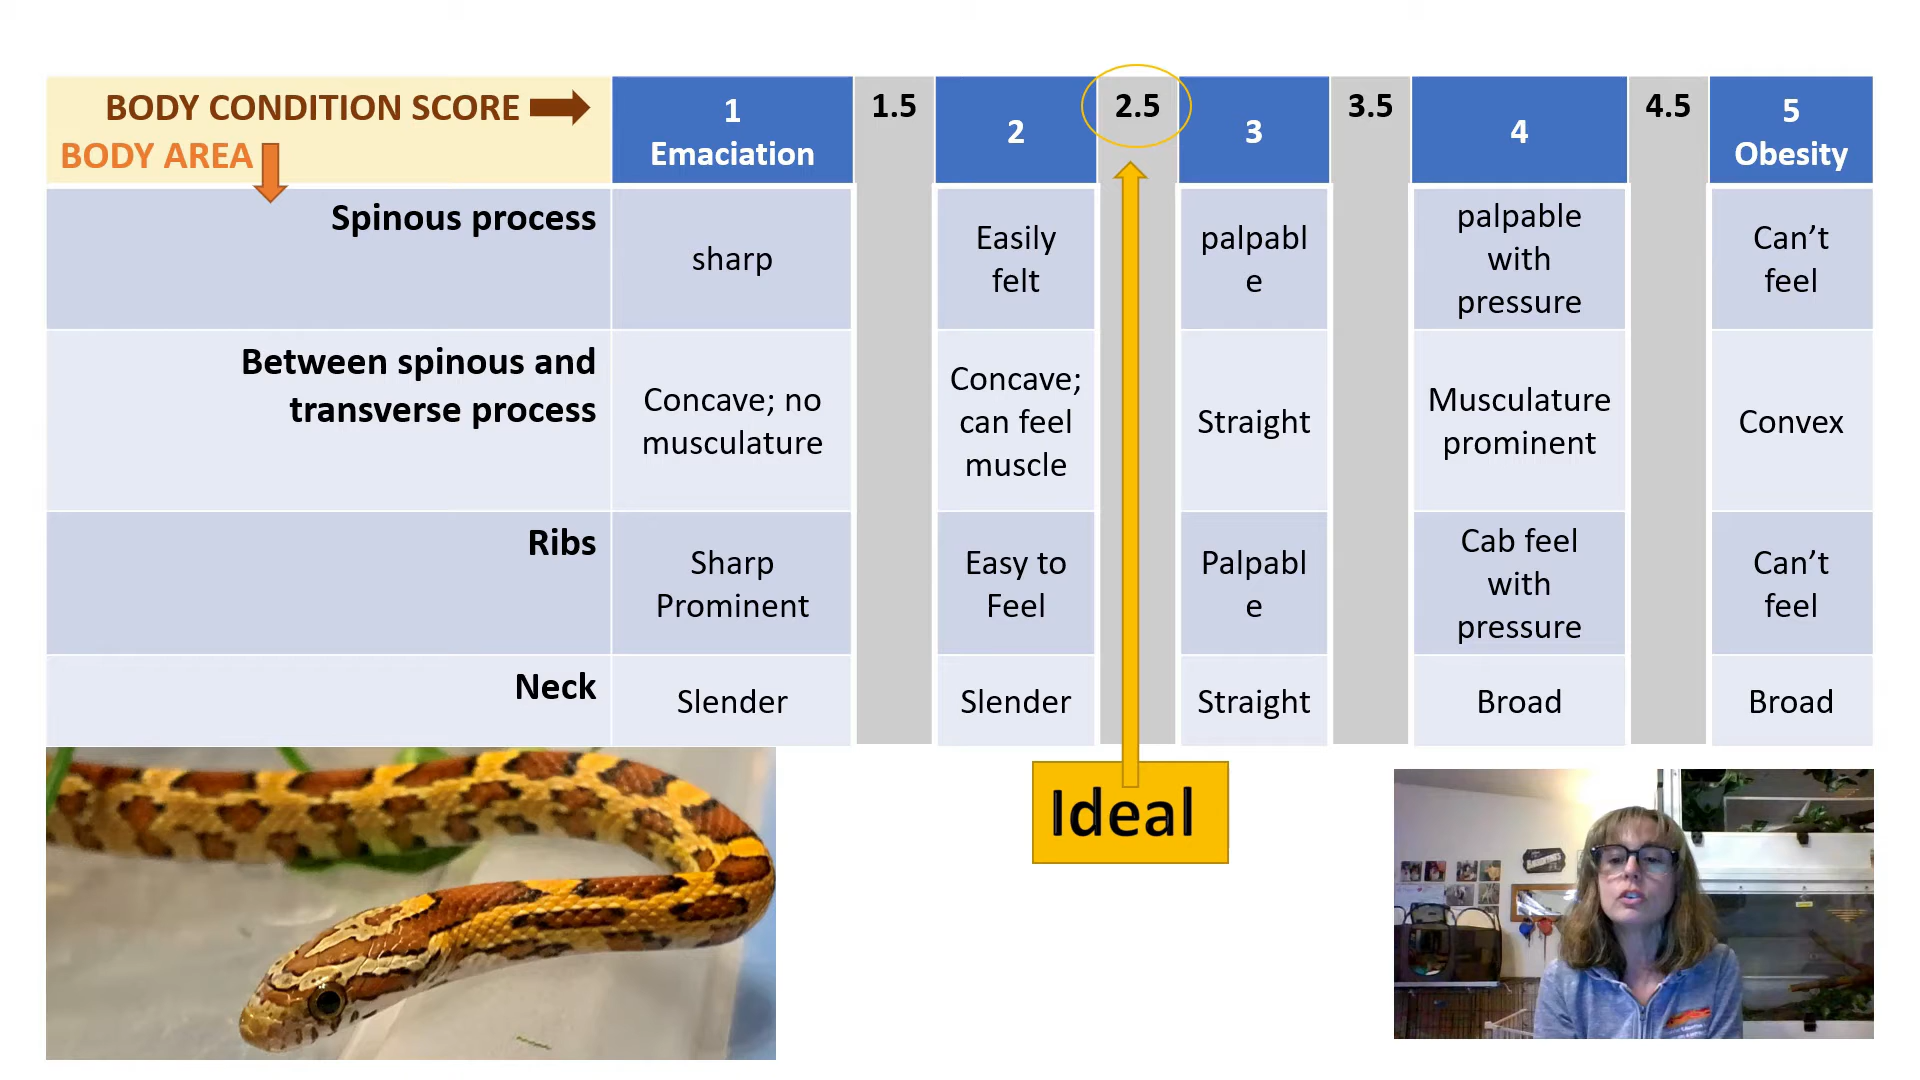 BODY CONDITION SCORE
BODY AREA
1
Emaciation
1.5
2
2.5
3
3.5
4
4.5
5
Obesity
Spinous process
sharp
Easily
felt
palpabl
e
palpable
with
pressure
Can’t
feel
Between spinous and
transverse process
Concave; no
musculature
Concave;
can feel
muscle
Straight
Musculature
prominent
Convex
Ribs
Sharp
Prominent
Easy to
Feel
Palpabl
e
Cab feel
with
pressure
Can’t
feel
Neck
Slender
Slender
Straight
Broad
Broad
Ideal